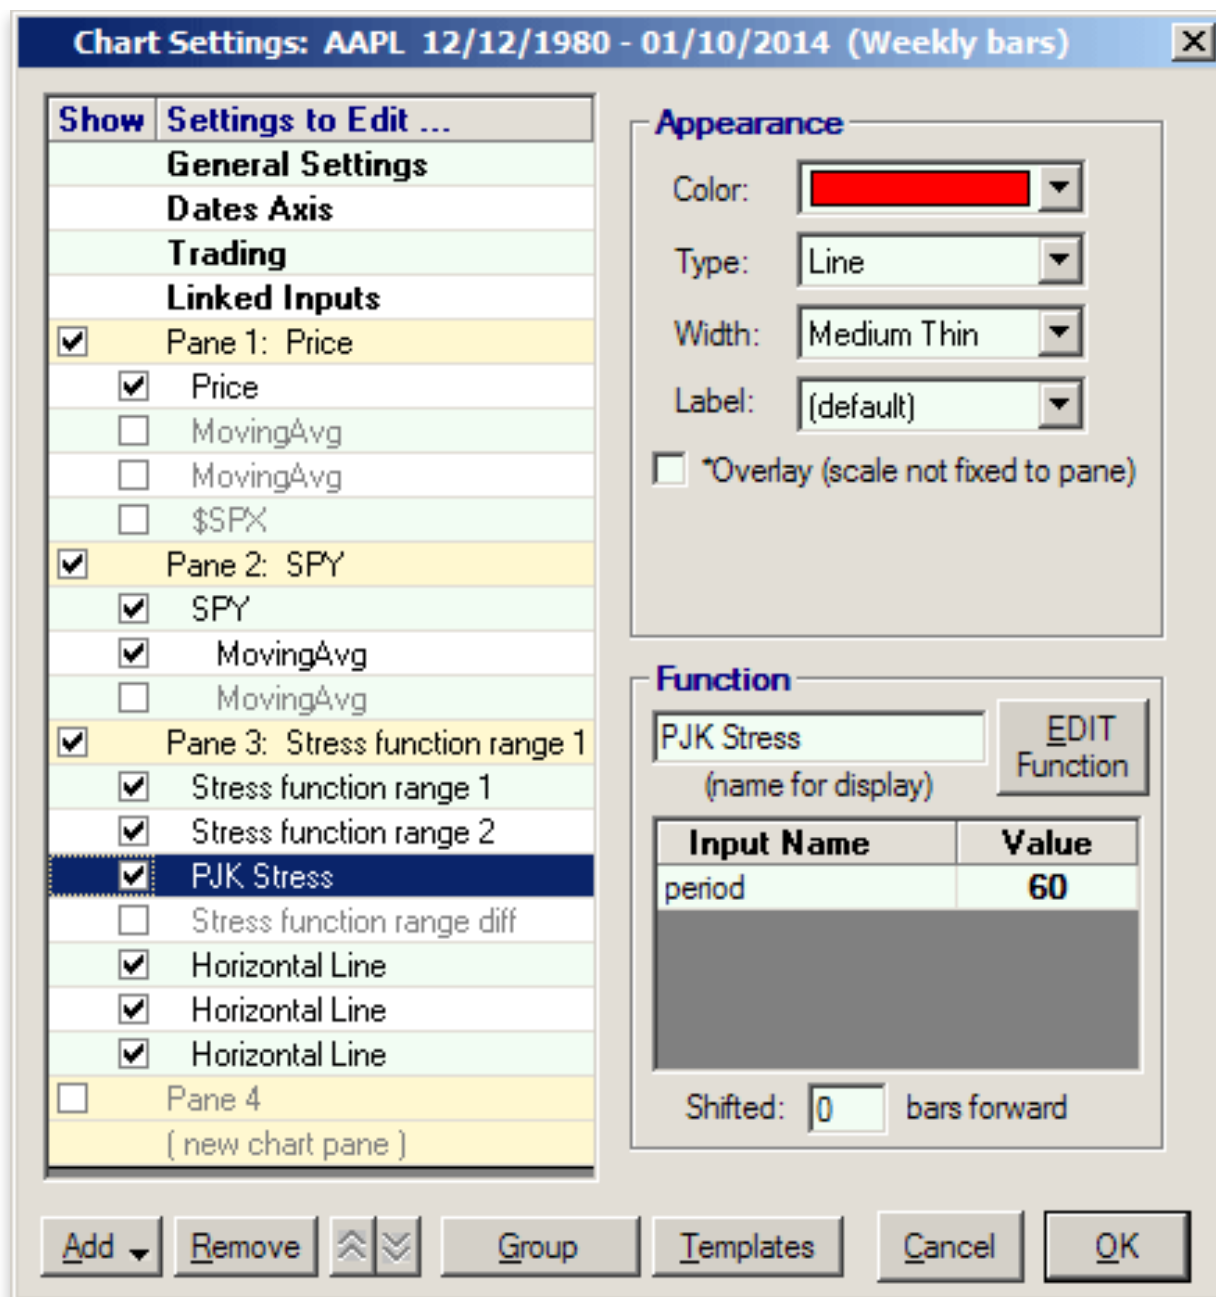 Chart Settings: AAPL 12/12/1980 - 01/10/2014 (Weekly bars)
Show Settings to Edit ...
General Settings
Dates Axis
Trading
Linked Inputs
Pane 1: Price
Price
MovingAvg
MovingAvg
$SPX
Pane 2: SPY
SPY
MovingAvg
MovingAvg
Pane 3: Stress function range 1
Stress function range 1
Stress function range 2
PJK Stress
Stress function range diff
Horizontal Line
Horizontal Line
Horizontal Line
Pane 4
( new chart pane )
Appearance
Color:
Type: Line
Width: Medium Thin
Label: (default)
*Overlay (scale not fixed to pane)
Function
PJK Stress
(name for display)
EDIT
Function
Input Name Value
period 60
Shifted: 0 bars forward
Add Remove Group Templates Cancel OK